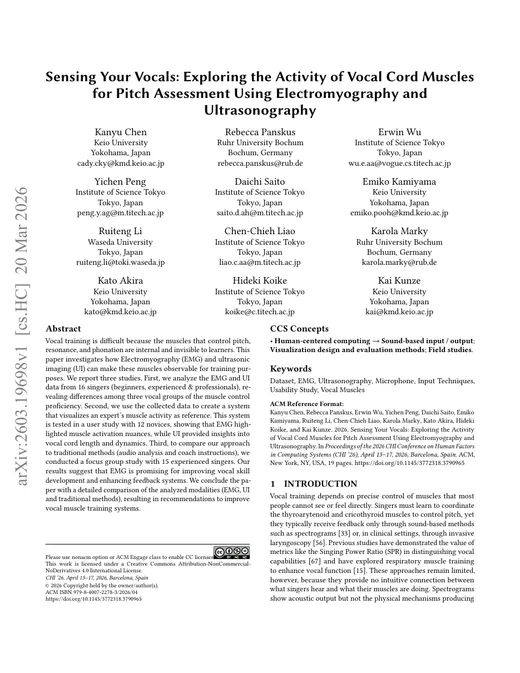 Sensing Your Vocals: Exploring the Activity of Vocal Cord Muscles
for Pitch Assessment Using Electromyography and
Ultrasonography
Kanyu Chen
Keio University
Yokohama, Japan
cady.cky@kmd.keio.ac.jp
Rebecca Panskus
Ruhr University Bochum
Bochum, Germany
rebecca.panskus@rub.de
Erwin Wu
Institute of Science Tokyo
Tokyo, Japan
wu.e.aa@vogue.cs.titech.ac.jp
Yichen Peng
Institute of Science Tokyo
Tokyo, Japan
peng.y.ag@m.titech.ac.jp
Daichi Saito
Institute of Science Tokyo
Tokyo, Japan
saito.d.ah@m.titech.ac.jp
Emiko Kamiyama
Keio University
Yokohama, Japan
emiko.pooh@kmd.keio.ac.jp
Ruiteng Li
Waseda University
Tokyo, Japan
ruiteng.li@toki.waseda.jp
Chen-Chieh Liao
Institute of Science Tokyo
Tokyo, Japan
liao.c.aa@m.titech.ac.jp
Karola Marky
Ruhr University Bochum
Bochum, Germany
karola.marky@rub.de
Kato Akira
Keio University
Yokohama, Japan
kato@kmd.keio.ac.jp
Hideki Koike
Institute of Science Tokyo
Tokyo, Japan
koike@c.titech.ac.jp
Kai Kunze
Keio University
Yokohama, Japan
kai@kmd.keio.ac.jp
arXiv:2603.19698v1 [cs.HC] 20 Mar 2026
Abstract
Vocal training is difficult because the muscles that control pitch,
resonance, and phonation are internal and invisible to learners. This
paper investigates how Electromyography (EMG) and ultrasonic
imaging (UI) can make these muscles observable for training pur-
poses. We report three studies. First, we analyze the EMG and UI
data from 16 singers (beginners, experienced & professionals), re-
vealing differences among three vocal groups of the muscle control
proficiency. Second, we use the collected data to create a system
that visualizes an expert's muscle activity as reference. This system
is tested in a user study with 12 novices, showing that EMG high-
lighted muscle activation nuances, while UI provided insights into
vocal cord length and dynamics. Third, to compare our approach
to traditional methods (audio analysis and coach instructions), we
conducted a focus group study with 15 experienced singers. Our
results suggest that EMG is promising for improving vocal skill
development and enhancing feedback systems. We conclude the pa-
per with a detailed comparison of the analyzed modalities (EMG, UI
and traditional methods), resulting in recommendations to improve
vocal muscle training systems.
Please use nonacm option or ACM Engage class to enable CC licenses
This work is licensed under a Creative Commons Attribution-NonCommercial-
NoDerivatives 4.0 International License.
CHI '26, April 13–17, 2026, Barcelona, Spain
© 2026 Copyright held by the owner/author(s).
ACM ISBN 979-8-4007-2278-3/2026/04
https://doi.org/10.1145/3772318.3790965
CCS Concepts
• Human-centered computing → Sound-based input / output;
Visualization design and evaluation methods; Field studies.
Keywords
Dataset, EMG, Ultrasonography, Microphone, Input Techniques,
Usability Study, Vocal Muscles
ACM Reference Format:
Kanyu Chen, Rebecca Panskus, Erwin Wu, Yichen Peng, Daichi Saito, Emiko
Kamiyama, Ruiteng Li, Chen-Chieh Liao, Karola Marky, Kato Akira, Hideki
Koike, and Kai Kunze. 2026. Sensing Your Vocals: Exploring the Activity
of Vocal Cord Muscles for Pitch Assessment Using Electromyography and
Ultrasonography. In Proceedings of the 2026 CHI Conference on Human Factors
in Computing Systems (CHI '26), April 13–17, 2026, Barcelona, Spain. ACM,
New York, NY, USA, 19 pages. https://doi.org/10.1145/3772318.3790965
1 INTRODUCTION
Vocal training depends on precise control of muscles that most
people cannot see or feel directly. Singers must learn to coordinate
the thyroarytenoid and cricothyroid muscles to control pitch, yet
they typically receive feedback only through sound-based methods
such as spectrograms [33] or, in clinical settings, through invasive
laryngoscopy [56]. Previous studies have demonstrated the value of
metrics like the Singing Power Ratio (SPR) in distinguishing vocal
capabilities [67] and have explored respiratory muscle training
to enhance vocal function [15]. These approaches remain limited,
however, because they provide no intuitive connection between
what singers hear and what their muscles are doing. Spectrograms
show acoustic output but not the physical mechanisms producing